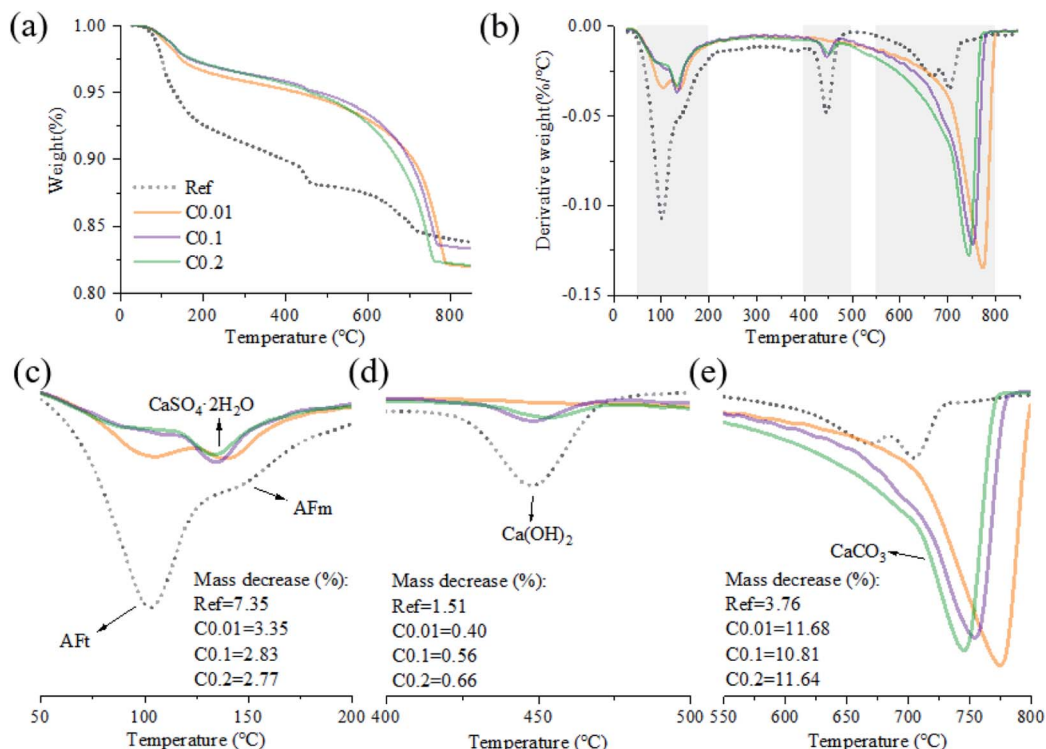 (a)
1.00
0.95
0.90
0.85
0.80
Weight(%)
Ref
C0.01
C0.1
C0.2
0
200
400
600
800
Temperature (℃)
(b)
0.00
-0.05
-0.10
-0.15
Derivative weight(%/℃)
0
100
200
300
400
500
600
700
800
Temperature (℃)
(c)
CaSO₄·2H₂O
AFm
AFt
Mass decrease (%):
Ref=7.35
C0.01=3.35
C0.1=2.83
C0.2=2.77
50
100
150
200
Temperature (℃)
(d)
Ca(OH)₂
Mass decrease (%):
Ref=1.51
C0.01=0.40
C0.1=0.56
C0.2=0.66
400
450
500
Temperature (℃)
(e)
CaCO₃
Mass decrease (%):
Ref=3.76
C0.01=11.68
C0.1=10.81
C0.2=11.64
550
600
650
700
750
800
Temperature (℃)